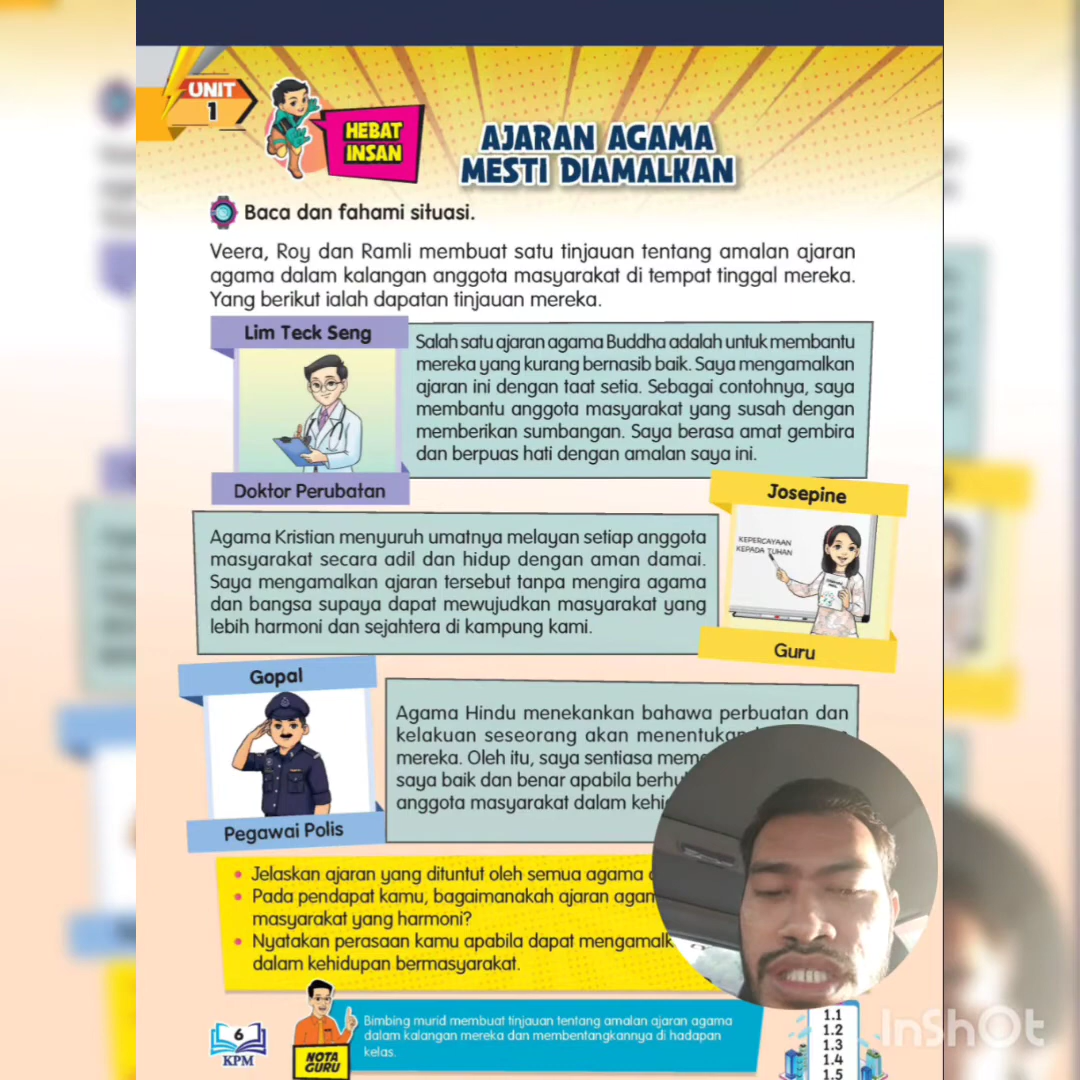 UNIT
1
HEBAT
INSAN
AJARAN AGAMA
MESTI DIAMALKAN
Baca dan fahami situasi.
Veera, Roy dan Ramli membuat satu tinjauan tentang amalan ajaran
agama dalam kalangan anggota masyarakat di tempat tinggal mereka.
Yang berikut ialah dapatan tinjauan mereka.
Lim Teck Seng
Doktor Perubatan
Salah satu ajaran agama Buddha adalah untuk membantu
mereka yang kurang bernasib baik. Saya mengamalkan
ajaran ini dengan taat setia. Sebagai contohnya, saya
membantu anggota masyarakat yang susah dengan
memberikan sumbangan. Saya berasa amat gembira
dan berpuas hati dengan amalan saya ini.
Josepine
KEPERCAYAAN
KEPADA TUHAN
Guru
Agama Kristian menyuruh umatnya melayan setiap anggota
masyarakat secara adil dan hidup dengan aman damai.
Saya mengamalkan ajaran tersebut tanpa mengira agama
dan bangsa supaya dapat mewujudkan masyarakat yang
lebih harmoni dan sejahtera di kampung kami.
Gopal
Pegawai Polis
Agama Hindu menekankan bahawa perbuatan dan
kelakuan seseorang akan menentukan
mereka. Oleh itu, saya sentiasa
saya baik dan benar apabila
anggota masyarakat dalam
Jelaskan ajaran yang dituntut oleh semua agama
Pada pendapat kamu, bagaimanakah ajaran
masyarakat yang harmoni?
Nyatakan perasaan kamu apabila dapat
dalam kehidupan bermasyarakat.
6
KPM
NOTA
GURU
Bimbing murid membuat tinjauan tentang amalan ajaran agama
dalam kalangan mereka dan membentangkannya di hadapan
kelas.
1.1
1.2
1.3
1.4
1.5
InShOt